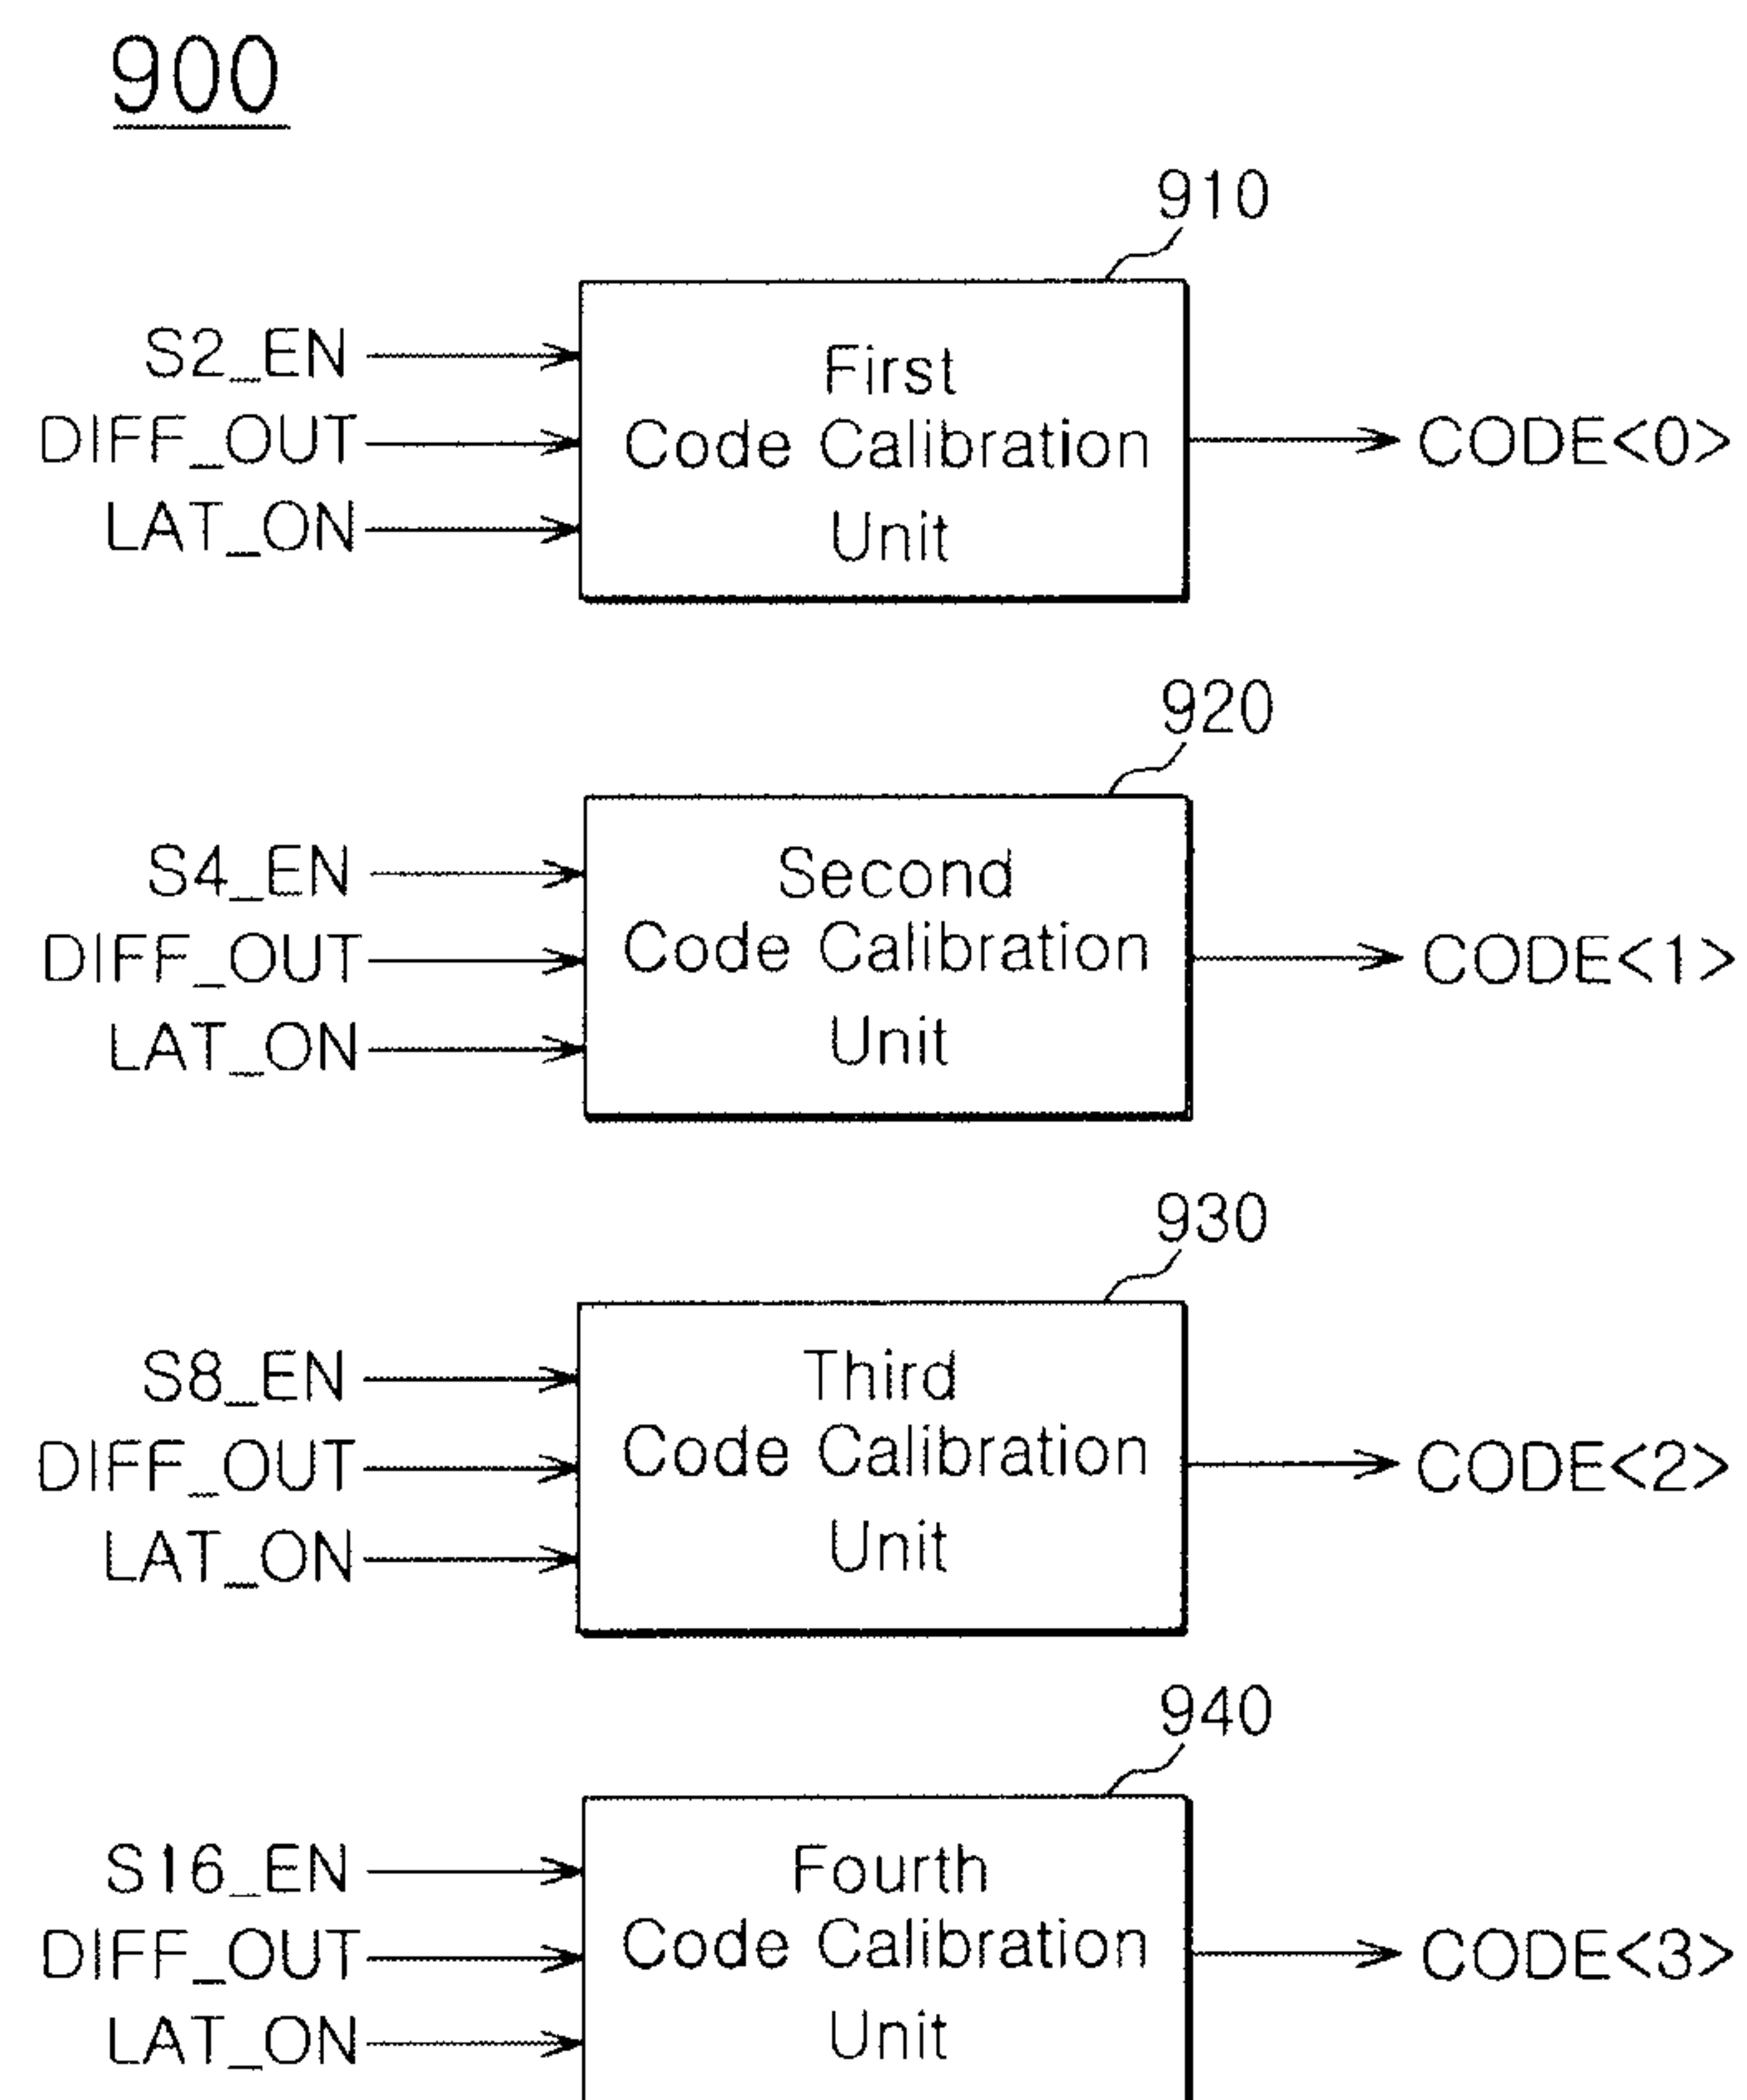 900
910
S2_EN
DIFF_OUT
LAT_ON
First
Code Calibration
Unit
CODE<0>
920
S4_EN
DIFF_OUT
LAT_ON
Second
Code Calibration
Unit
CODE<1>
930
S8_EN
DIFF_OUT
LAT_ON
Third
Code Calibration
Unit
CODE<2>
940
S16_EN
DIFF_OUT
LAT_ON
Fourth
Code Calibration
Unit
CODE<3>